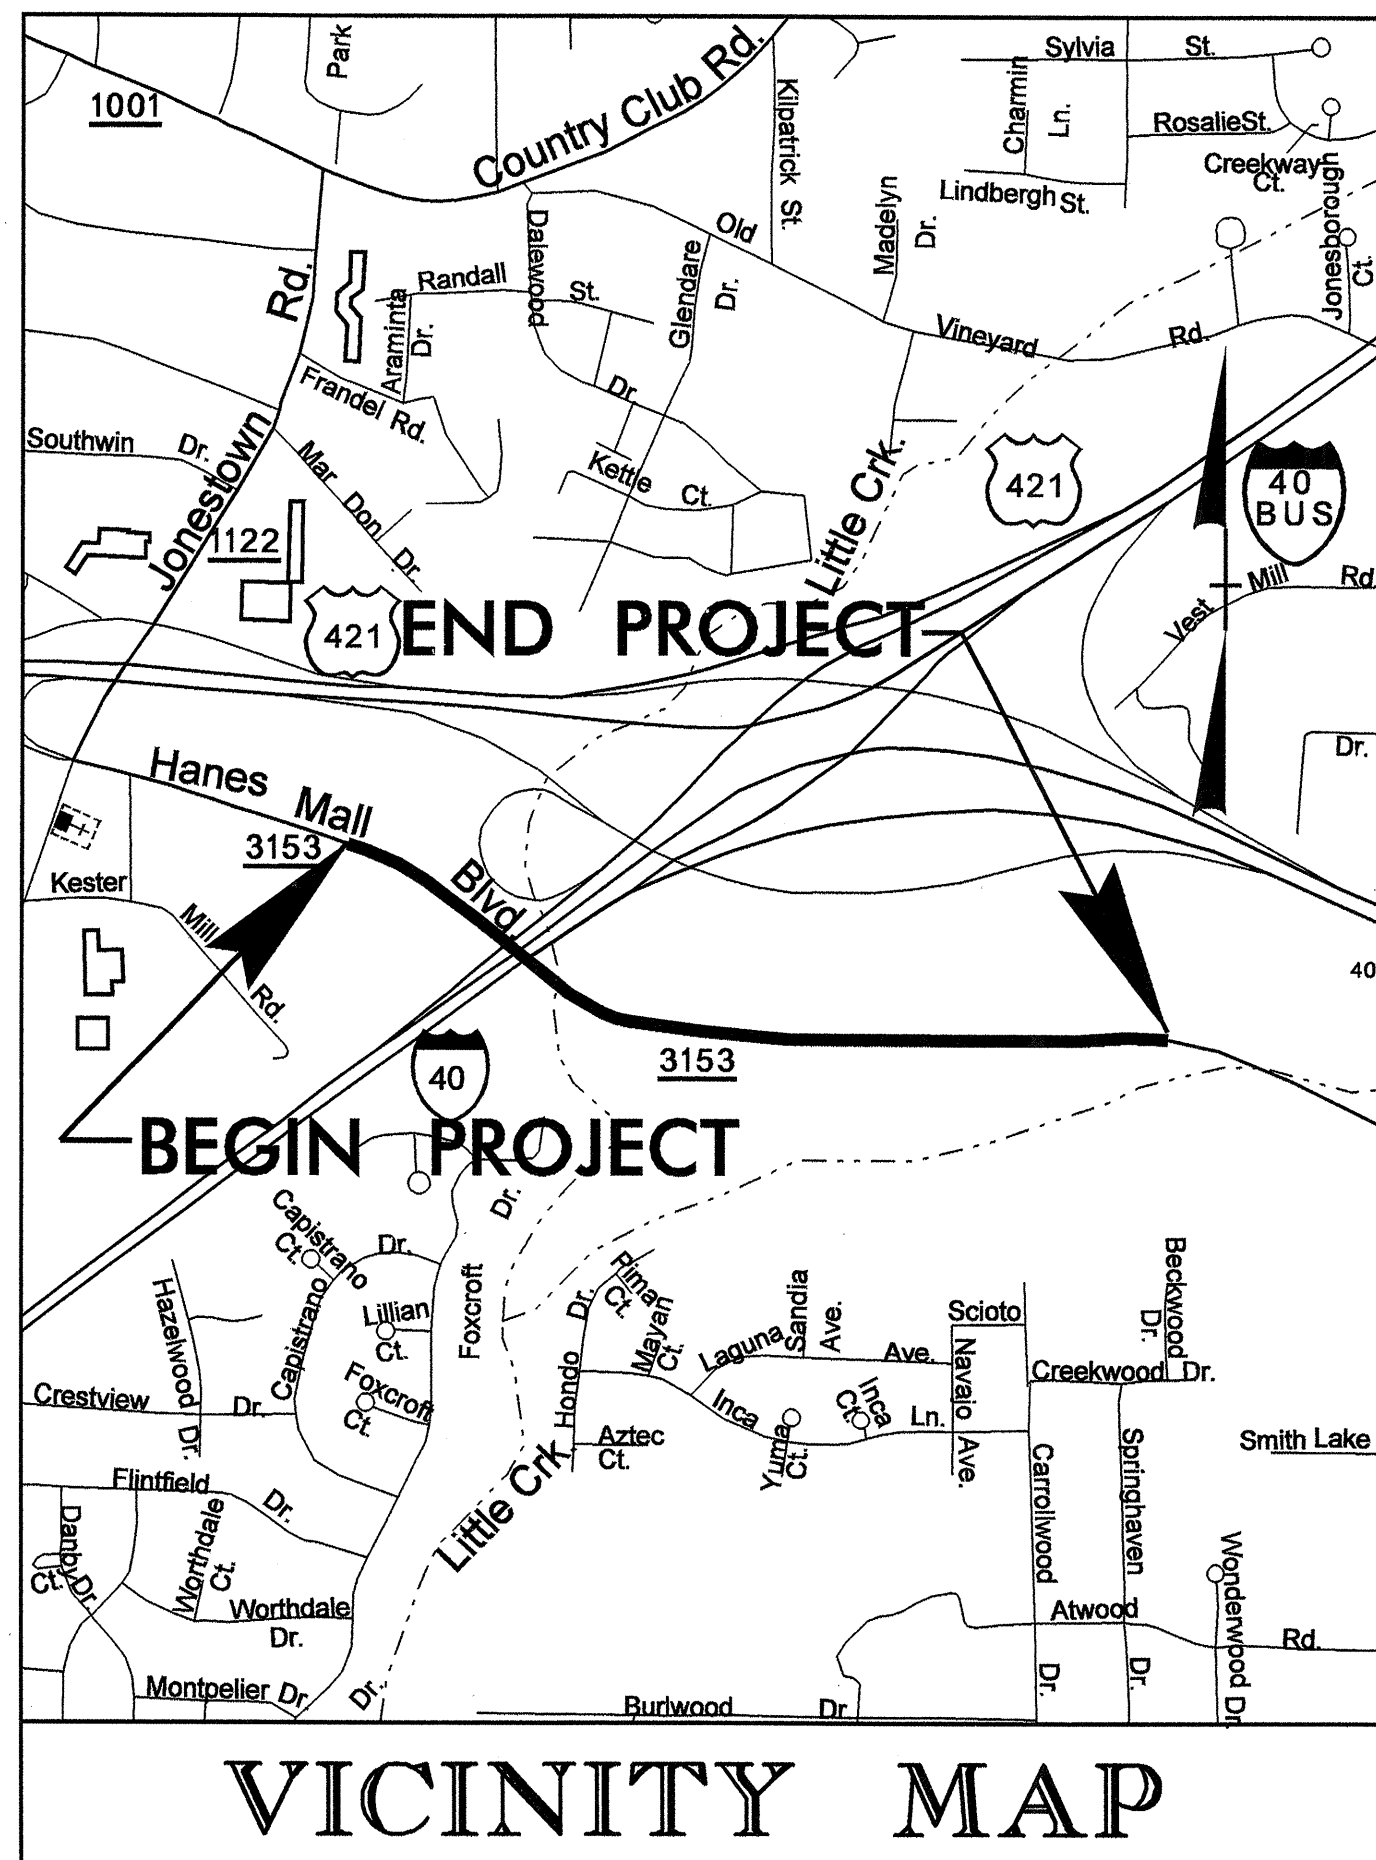 Park
1001
Country Club Rd.
Kilpatrick St.
Sylvia St.
Charmin Ln.
RosalieSt.
Creekway Ct.
Lindbergh St.
Jonesborough Ct.
Madelyn Dr.
Old Vineyard Rd.
Dalewood Dr.
Glendare Dr.
Randall St.
Araminta Dr.
Frandel Rd.
Jonestown Rd.
Southwin Dr.
Mar Don Dr.
Kettle Ct.
Little Crk.
421
40
BUS
1122
421
END PROJECT
Vest Mill Rd.
Dr.
Hanes Mall Blvd.
3153
Kester Mill Rd.
40
40
3153
BEGIN PROJECT
Capistrano Ct.
Capistrano Dr.
Foxcroft Dr.
Lillian Ct.
Foxcroft Ct.
Hazelwood Dr.
Crestview Dr.
Flintfield Dr.
Danby Dr.
Ct.
Worthdale Ct.
Worthdale Dr.
Montpelier Dr.
Dr.
Little Crk
Hondo Dr.
Piman Ct.
Mayan Ct.
Laguna Ave.
Sandia Ave.
Inca Ln.
Inca Ct.
Yuma Ct.
Aztec Ct.
Scioto
Navajo Ave.
Beckwood Dr.
Creekwood Dr.
Carrollwood Dr.
Springhaven Dr.
Smith Lake
Wonderwood Dr.
Atwood Rd.
Burlwood Dr.
VICINITY MAP